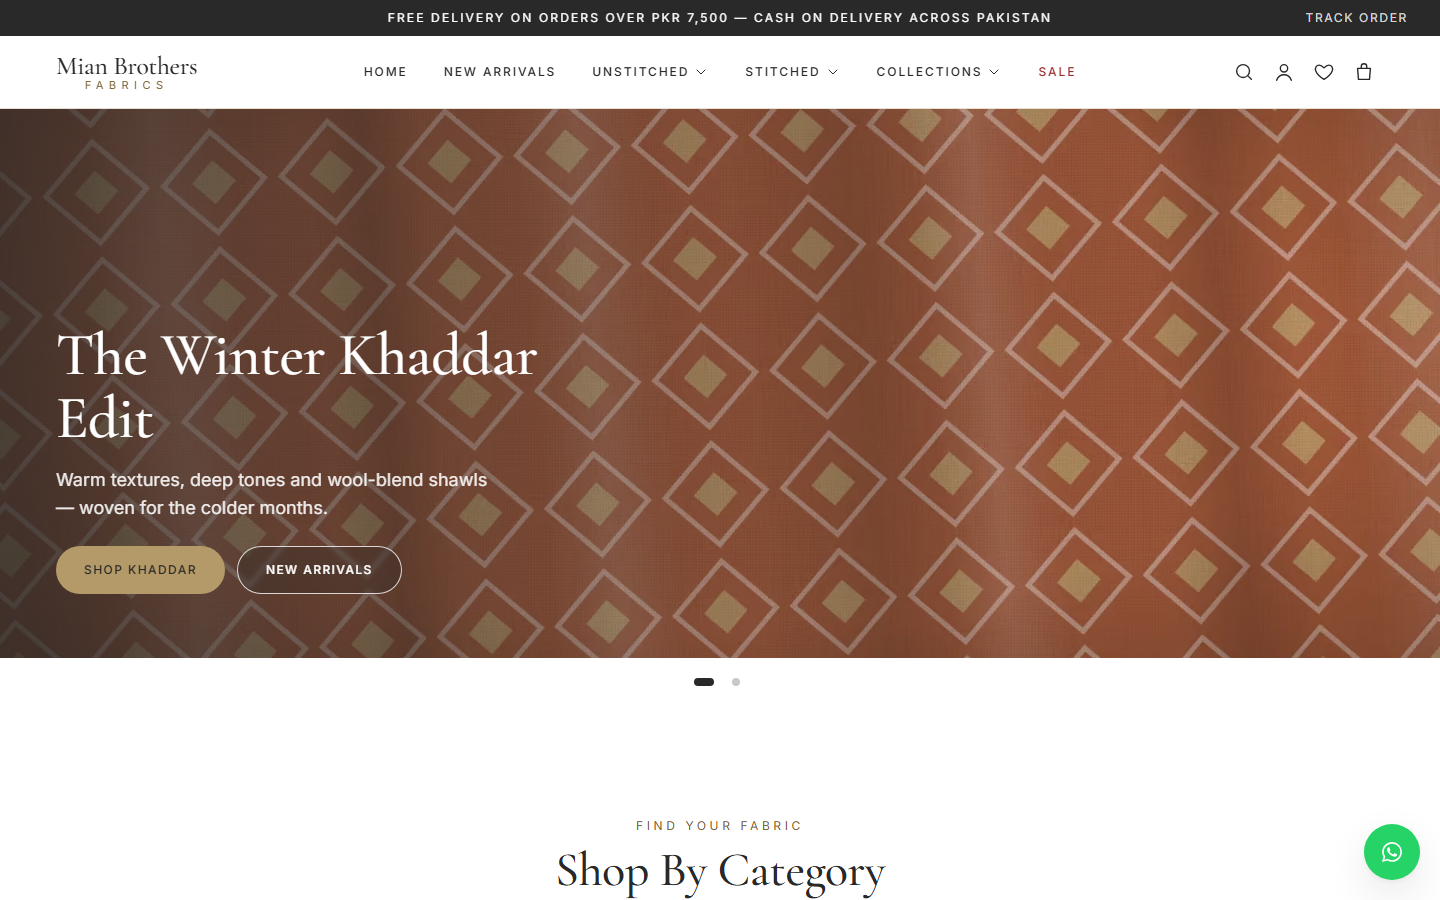 FREE DELIVERY ON ORDERS OVER PKR 7,500 — CASH ON DELIVERY ACROSS PAKISTAN
TRACK ORDER
Mian Brothers
FABRICS
HOME
NEW ARRIVALS
UNSTITCHED
STITCHED
COLLECTIONS
SALE
The Winter Khaddar
Edit
Warm textures, deep tones and wool-blend shawls
— woven for the colder months.
SHOP KHADDAR
NEW ARRIVALS
FIND YOUR FABRIC
Shop By Category